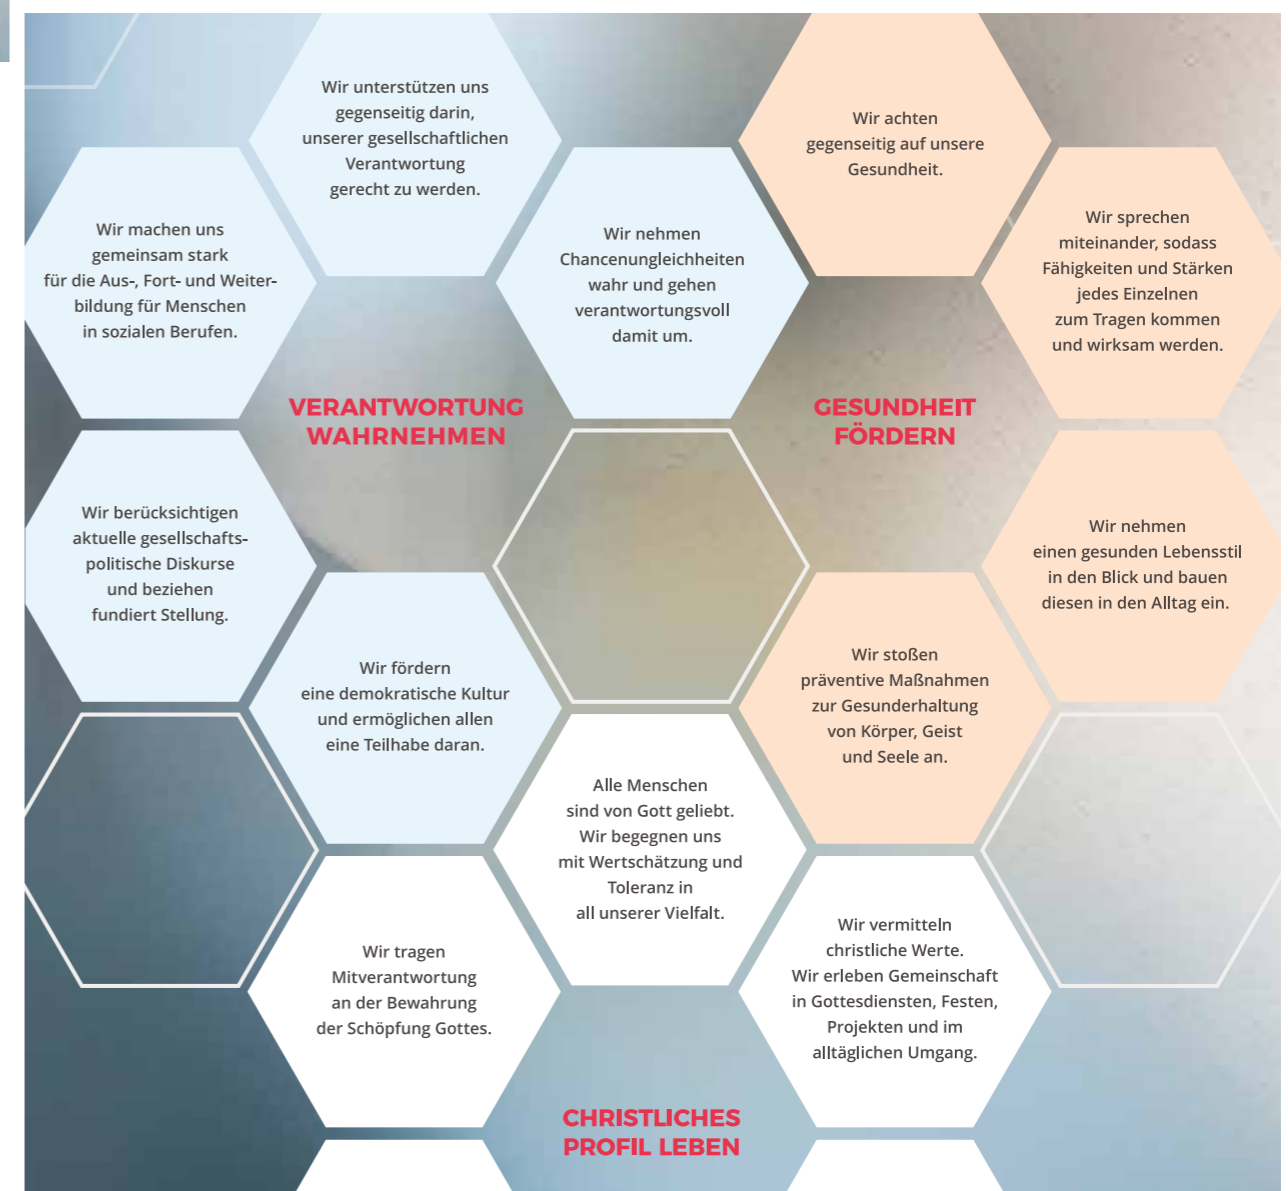 Wir unterstützen uns
gegenseitig darin,
unserer gesellschaftlichen
Verantwortung
gerecht zu werden.
Wir machen uns
gemeinsam stark
für die Aus-, Fort- und Weiter-
bildung für Menschen
in sozialen Berufen.
Wir nehmen
Chancenungleichheiten
wahr und gehen
verantwortungsvoll
damit um.
VERANTWORTUNG
WAHRNEHMEN
Wir berücksichtigen
aktuelle gesellschafts-
politische Diskurse
und beziehen
fundiert Stellung.
Wir fördern
eine demokratische Kultur
und ermöglichen allen
eine Teilhabe daran.
Wir achten
gegenseitig auf unsere
Gesundheit.
Wir sprechen
miteinander, sodass
Fähigkeiten und Stärken
jedes Einzelnen
zum Tragen kommen
und wirksam werden.
GESUNDHEIT
FÖRDERN
Wir nehmen
einen gesunden Lebensstil
in den Blick und bauen
diesen in den Alltag ein.
Wir stoßen
präventive Maßnahmen
zur Gesunderhaltung
von Körper, Geist
und Seele an.
Alle Menschen
sind von Gott geliebt.
Wir begegnen uns
mit Wertschätzung und
Toleranz in
all unserer Vielfalt.
Wir tragen
Mitverantwortung
an der Bewahrung
der Schöpfung Gottes.
Wir vermitteln
christliche Werte.
Wir erleben Gemeinschaft
in Gottesdiensten, Festen,
Projekten und im
alltäglichen Umgang.
CHRISTLICHES
PROFIL LEBEN